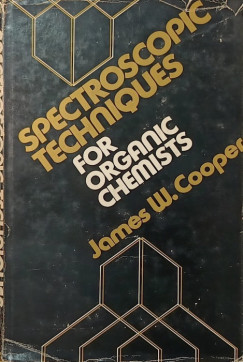 SPECTROSCOPIC
TECHNIQUES
FOR
ORGANIC
CHEMISTS
James W. Cooper